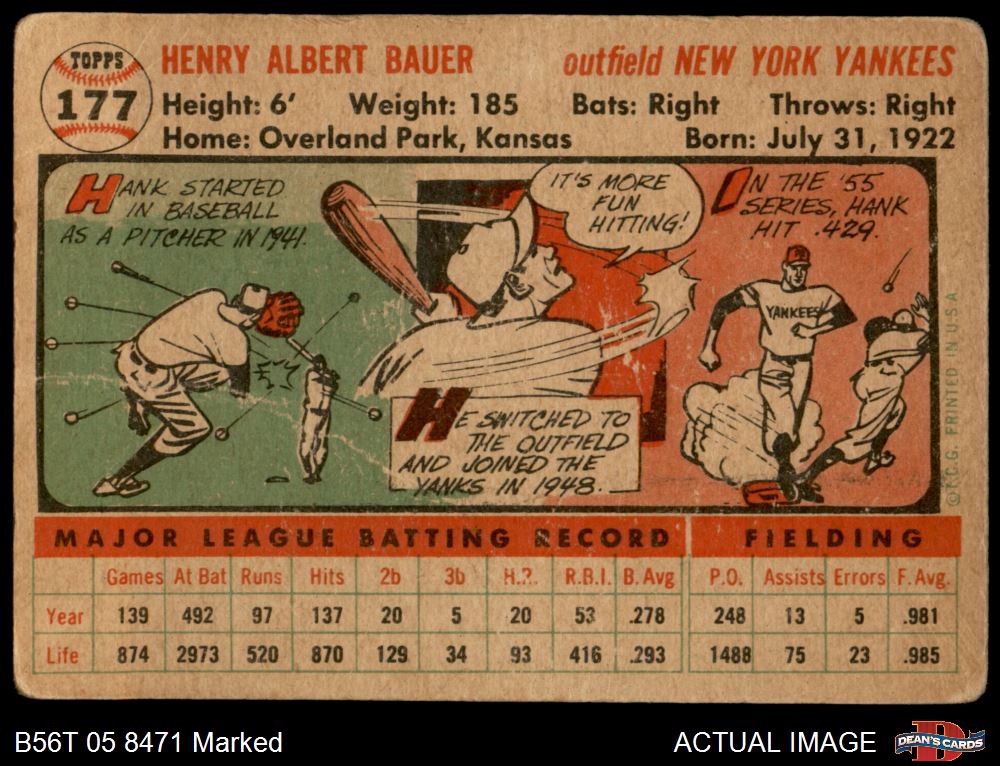 TOPPS
177
HENRY ALBERT BAUER
outfield NEW YORK YANKEES
Height: 6' Weight: 185 Bats: Right Throws: Right
Home: Overland Park, Kansas Born: July 31, 1922
HANK STARTED
IN BASEBALL
AS A PITCHER IN 1941.
IT'S MORE
FUN
HITTING!
HE SWITCHED TO
THE OUTFIELD
AND JOINED THE
YANKS IN 1948.
IN THE '55
SERIES, HANK
HIT .429.
YANKEES
©T.C.G. PRINTED IN U.S.A
MAJOR LEAGUE BATTING RECORD FIELDING
Games At Bat Runs Hits 2b 3b H.R. R.B.I. B. Avg P.O. Assists Errors F. Avg.
Year 139 492 97 137 20 5 20 53 .278 248 13 5 .981
Life 874 2973 520 870 129 34 93 416 .293 1488 75 23 .985
B56T 05 8471 Marked
ACTUAL IMAGE
DEAN'S CARDS